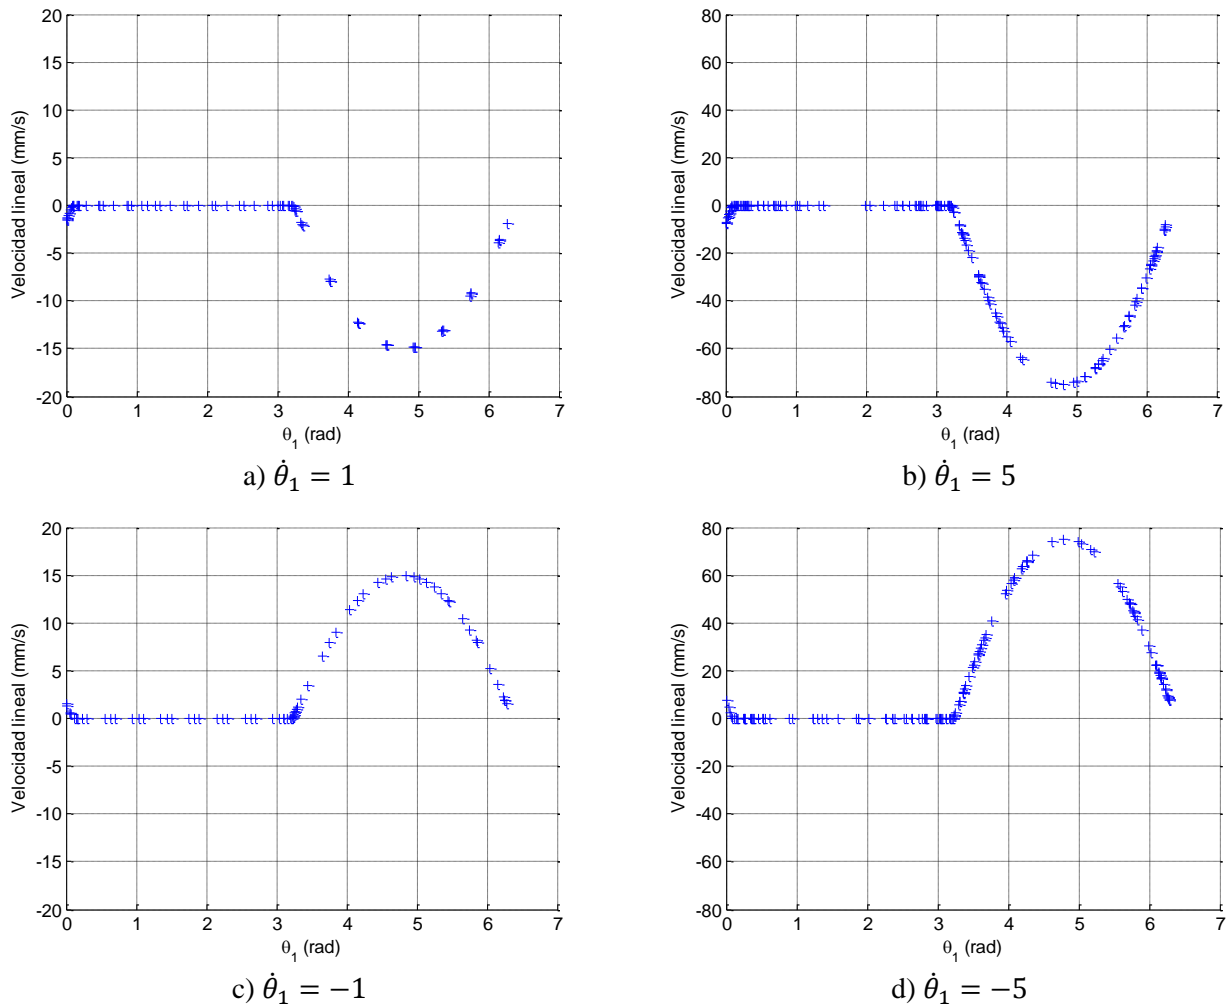 20
15
10
5
0
-5
-10
-15
-20
0 1 2 3 4 5 6 7
Velocidad lineal (mm/s)
θ1 (rad)
a) θ̇₁ = 1
80
60
40
20
0
-20
-40
-60
-80
0 1 2 3 4 5 6 7
Velocidad lineal (mm/s)
θ1 (rad)
b) θ̇₁ = 5
20
15
10
5
0
-5
-10
-15
-20
0 1 2 3 4 5 6 7
Velocidad lineal (mm/s)
θ1 (rad)
c) θ̇₁ = −1
80
60
40
20
0
-20
-40
-60
-80
0 1 2 3 4 5 6 7
Velocidad lineal (mm/s)
θ1 (rad)
d) θ̇₁ = −5